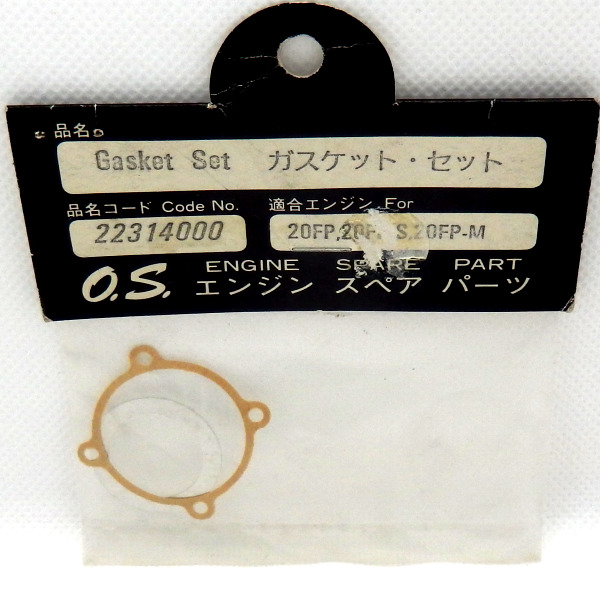 品名
Gasket Set ガスケット・セット
品名コード Code No. 適合エンジン For
22314000 20FP, S,20FP-M
ENGINE SPARE PART
O.S. エンジン スペア パーツ